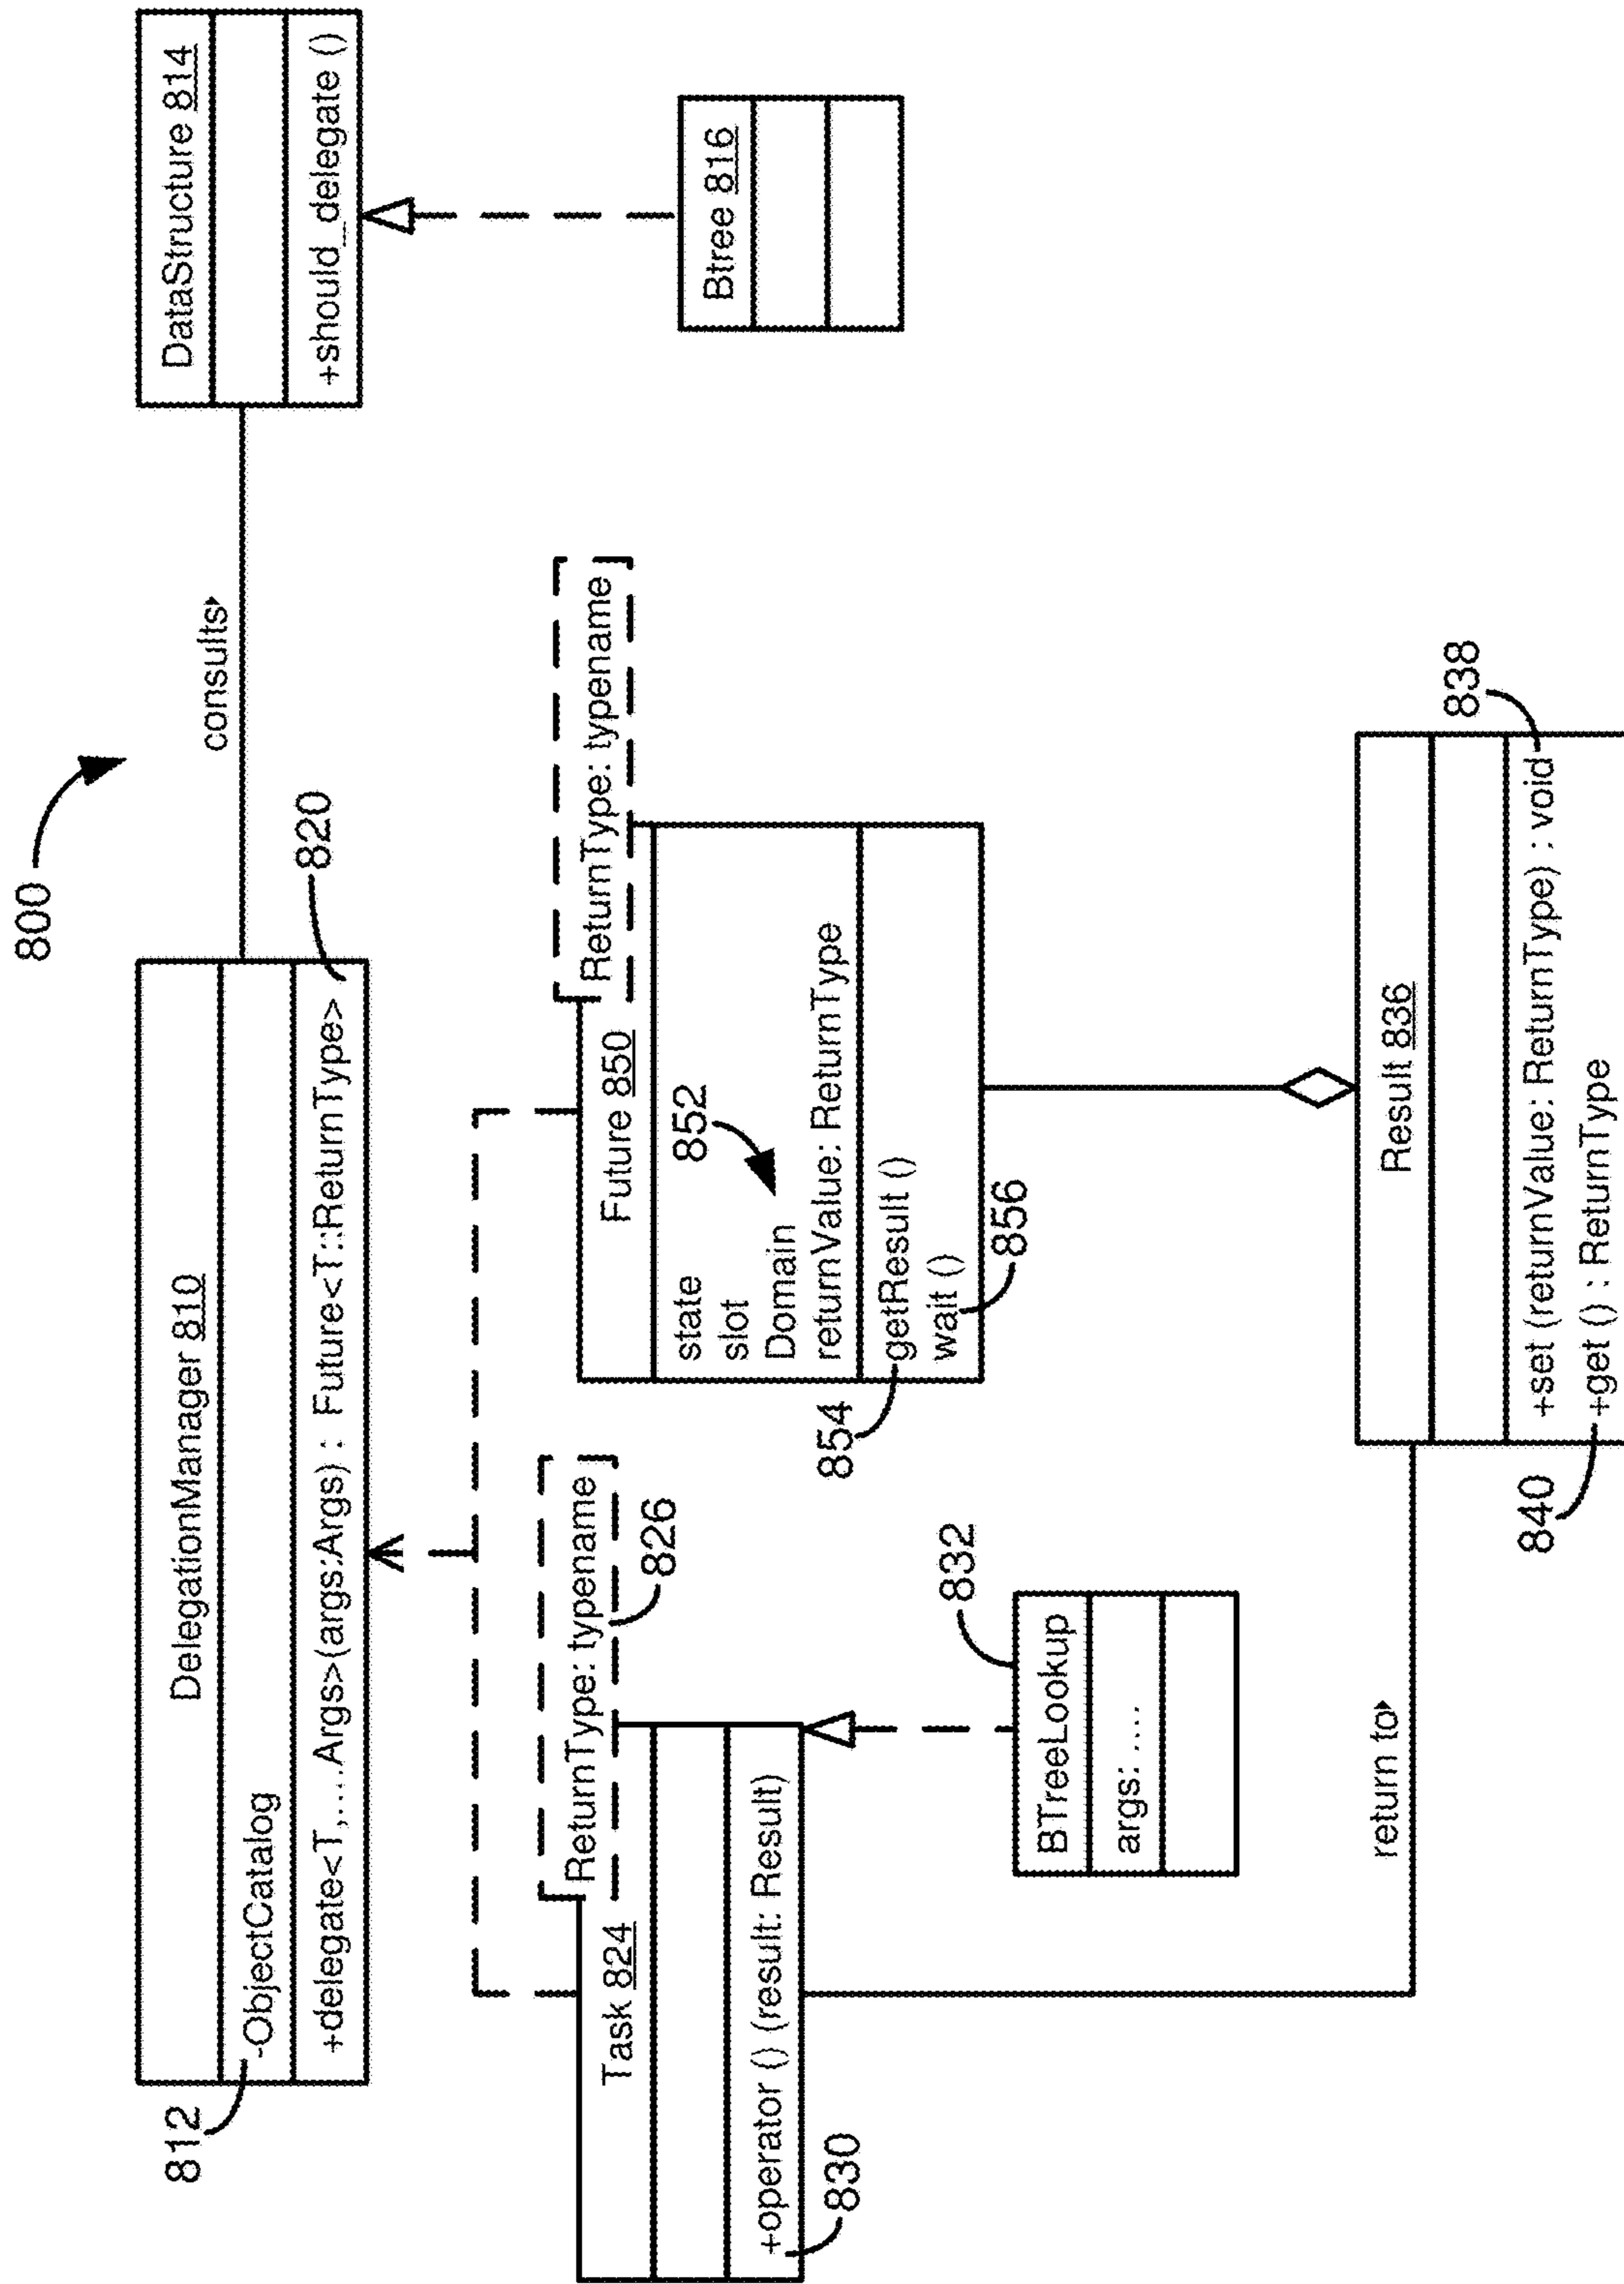 800
DelegationManager 810
812
-ObjectCatalog
+delegate<T,....Args>(args:Args) : Future<T::ReturnType>
820
consults
DataStructure 814
+should_delegate ()
Btree 816
Task 824
ReturnType: typename
826
+operator () (result: Result)
830
BTreeLookup
832
args: ....
Future 850
ReturnType: typename
state
slot
Domain
852
returnValue: ReturnType
getResult ()
854
wait ()
856
return to
Result 836
+set (returnValue: ReturnType) : void
838
+get () : ReturnType
840